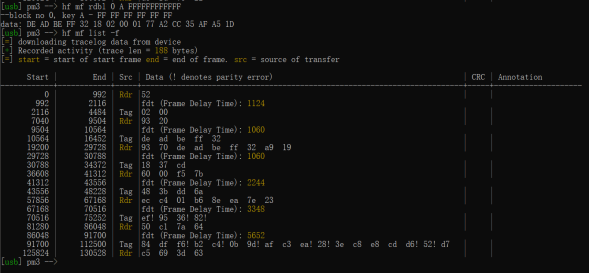 [usb] pm3 --> hf mf rdbl 0 A FFFFFFFFFFFF
--block no 0, key A - FF FF FF FF FF FF
data: DE AD BE FF 32 18 02 00 01 77 A2 CC 35 AF A5 1D
[usb] pm3 --> hf mf list -f
[=] downloading tracelog data from device
[+] Recorded activity (trace len = 188 bytes)
[=] start = start of start frame end = end of frame. src = source of transfer
Start | End | Src | Data (! denotes parity error) | CRC | Annotation
0 | 992 | Rdr | 52
992 | 2116 | fdt (Frame Delay Time): 1124
2116 | 4484 | Tag | 02 00
7040 | 9504 | Rdr | 93 20
9504 | 10564 | fdt (Frame Delay Time): 1060
10564 | 16452 | Tag | de ad be ff 32
19200 | 29728 | Rdr | 93 70 de ad be ff 32 a9 19
29728 | 30788 | fdt (Frame Delay Time): 1060
30788 | 34372 | Tag | 18 37 cd
36608 | 41312 | Rdr | 60 00 f5 7b
41312 | 43556 | fdt (Frame Delay Time): 2244
43556 | 48228 | Tag | 48 3b dd 6a
57856 | 67168 | Rdr | ec c4 01 b6 8e ea 7e 23
67168 | 70516 | fdt (Frame Delay Time): 3348
70516 | 75252 | Tag | ef! 95 36! 82!
81280 | 86048 | Rdr | 50 c1 7a 64
86048 | 91700 | fdt (Frame Delay Time): 5652
91700 | 112500 | Tag | 84 df f6! b2 c4! 0b 9d! af c3 ea! 28! 3e c8 e8 cd d6! 52! d7
125824 | 130528 | Rdr | c5 69 3d 63
[usb] pm3 -->